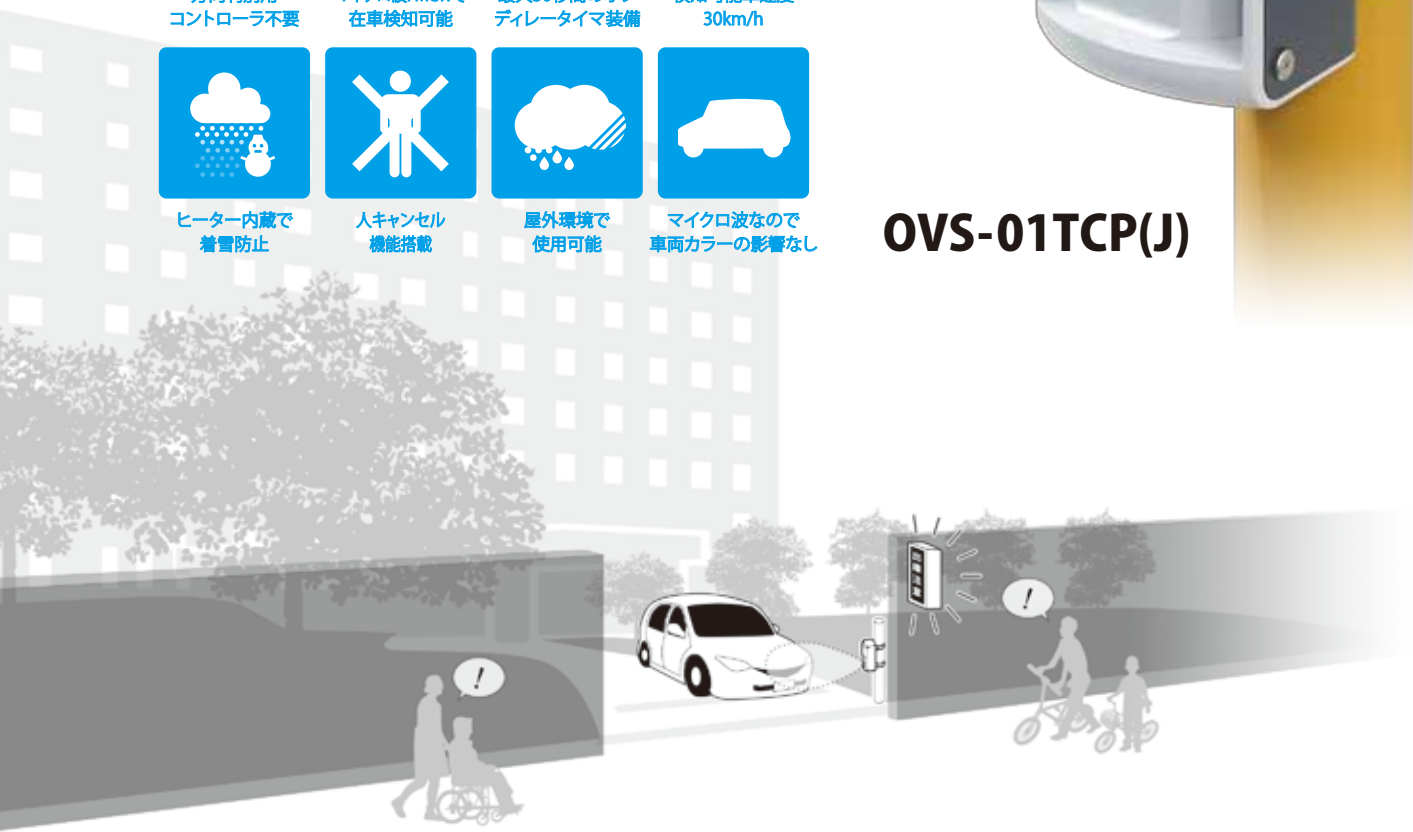 コントローラ不要
在車検知可能
ディレータイマ装備
30km/h
ヒーター内蔵で
着雪防止
人キャンセル
機能搭載
屋外環境で
使用可能
マイクロ波なので
車両カラーの影響なし
OVS-01TCP(J)
!
!